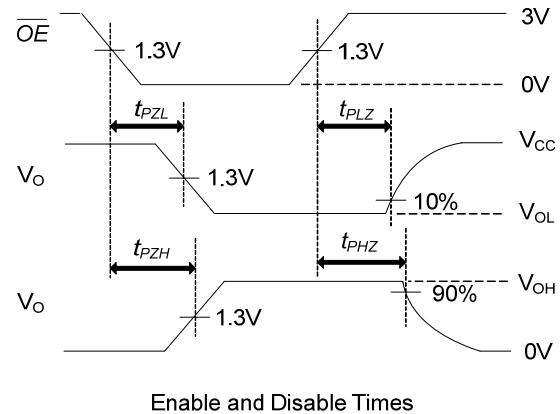 OE 3V
1.3V 1.3V
0V
tPZL tPLZ
VCC
VO 1.3V 10%
VOL
tPZH tPHZ
VOH
VO 90%
1.3V
0V
Enable and Disable Times